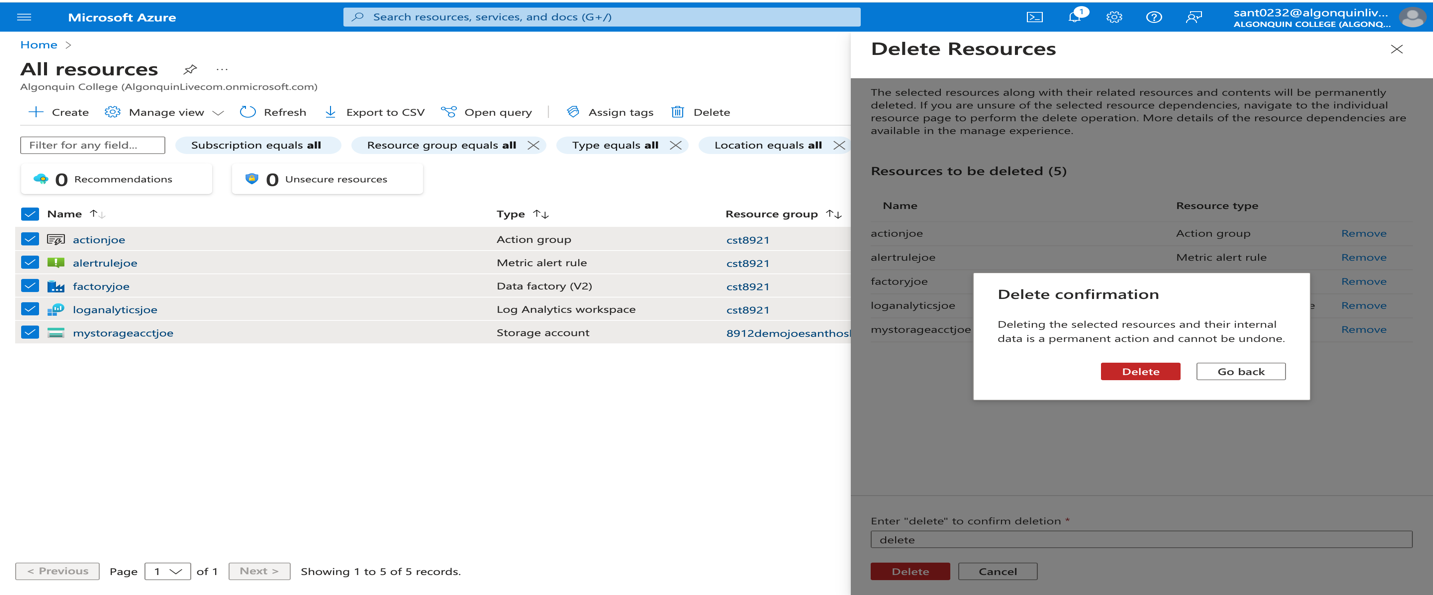 Microsoft Azure
Search resources, services, and docs (G+/)
1
sant0232@algonquinliv...
ALGONQUIN COLLEGE (ALGONQ...
Home >
All resources
...
Algonquin College (AlgonquinLivecom.onmicrosoft.com)
Create Manage view Refresh Export to CSV Open query Assign tags Delete
Filter for any field... Subscription equals all Resource group equals all Type equals all Location equals all
0 Recommendations 0 Unsecure resources
Name Type Resource group
actionjoe Action group cst8921
alertrulejoe Metric alert rule cst8921
factoryjoe Data factory (V2) cst8921
loganalyticsjoe Log Analytics workspace cst8921
mystorageacctjoe Storage account 8912demojoesanthosl
< Previous Page 1 of 1 Next > Showing 1 to 5 of 5 records.
Delete Resources
The selected resources along with their related resources and contents will be permanently
deleted. If you are unsure of the selected resource dependencies, navigate to the individual
resource page to perform the delete operation. More details of the resource dependencies are
available in the manage experience.
Resources to be deleted (5)
Name Resource type
actionjoe Action group Remove
alertrulejoe Metric alert rule Remove
factoryjoe Remove
loganalyticsjoe e Remove
mystorageacctjoe Remove
Delete confirmation
Deleting the selected resources and their internal
data is a permanent action and cannot be undone.
Delete Go back
Enter "delete" to confirm deletion *
delete
Delete Cancel